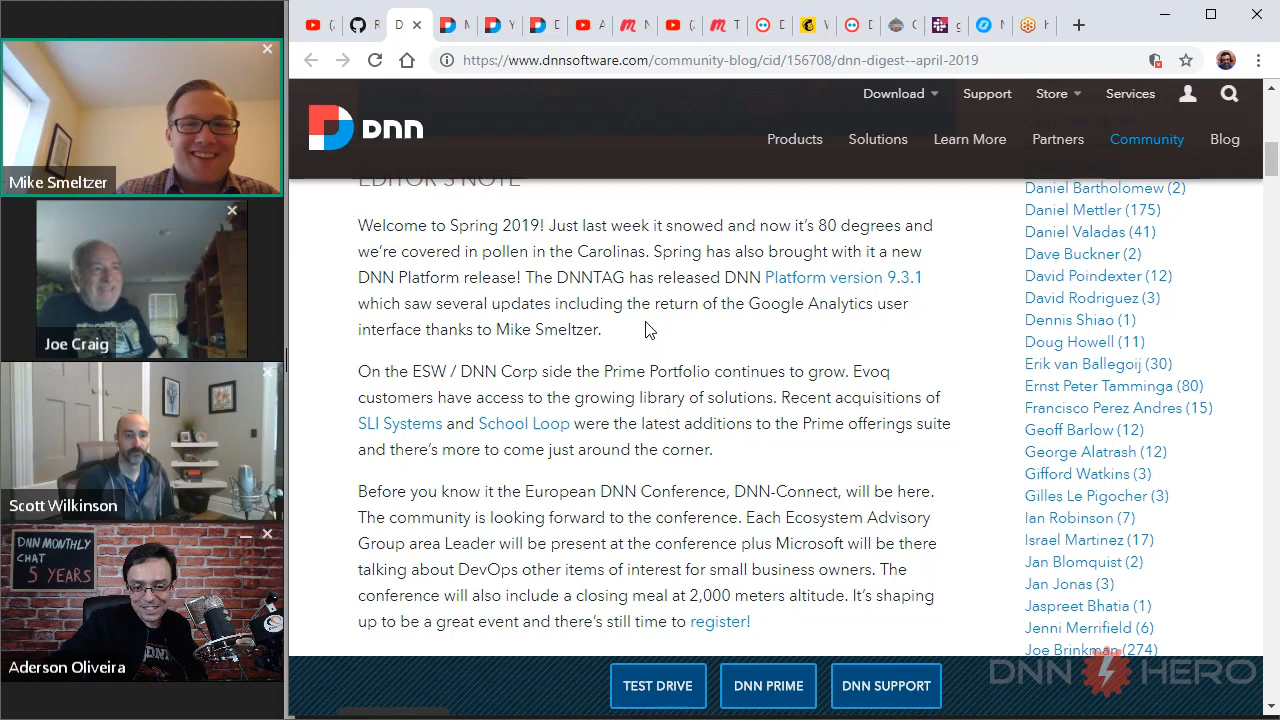 Mike Smeltzer
Joe Craig
Scott Wilkinson
DNN MONTHLY
CHAT
5 YEARS
Aderson Oliveira
https://www.dnnsoftware.com/community-blog/cid/156708/dnn-digest--april-2019
Download
Support
Store
Services
dnn
Products
Solutions
Learn More
Partners
Community
Blog
EDITOR'S NOTE
Welcome to Spring 2019! Just last week it snowed and now it's 80 degrees and
we're covered in pollen in the Carolinas. Spring has also brought with it a new
DNN Platform release! The DNNTAG has released DNN Platform version 9.3.1
which saw several updates including the return of the Google Analytics user
interface thanks to Mike Smeltzer.
On the ESW / DNN Corp side the Prime Portfolio continues to grow. Evoq
customers have access to the growing library of solutions. Recent acquisitions of
SLI Systems and School Loop were the latest additions to the Prime offerings suite
and there's more to come just around the corner.
Before you know it the European DNN Conference, DNN-Connect, will be here.
The community is looking forward to the conference. Each Ecosystem Advisory
Group area Leader will be present at the conference plus Microsoft will be there
talking about DevOps other items of interest for small business owners. The
conference will also include a closing meal at 2,000 meters altitude. It's shaping
up to be a great event and there's still time to register!
Daniel Bartholomew (2)
Daniel Mettler (175)
Daniel Valadas (41)
Dave Buckner (2)
David Poindexter (12)
David Rodriguez (3)
Dennis Shiao (1)
Doug Howell (11)
Erik van Ballegoij (30)
Ernst Peter Tamminga (80)
Francisco Perez Andres (15)
Geoff Barlow (12)
George Alatrash (12)
Gifford Watkins (3)
Gilles Le Pigocher (3)
Ian Robinson (7)
Israel Martinez (17)
Jan Blomquist (2)
Jan Jonas (3)
Jaspreet Bhatia (1)
Jenni Merrifield (6)
Joe Brinkman (274)
TEST DRIVE
DNN PRIME
DNN SUPPORT
DNN HERO